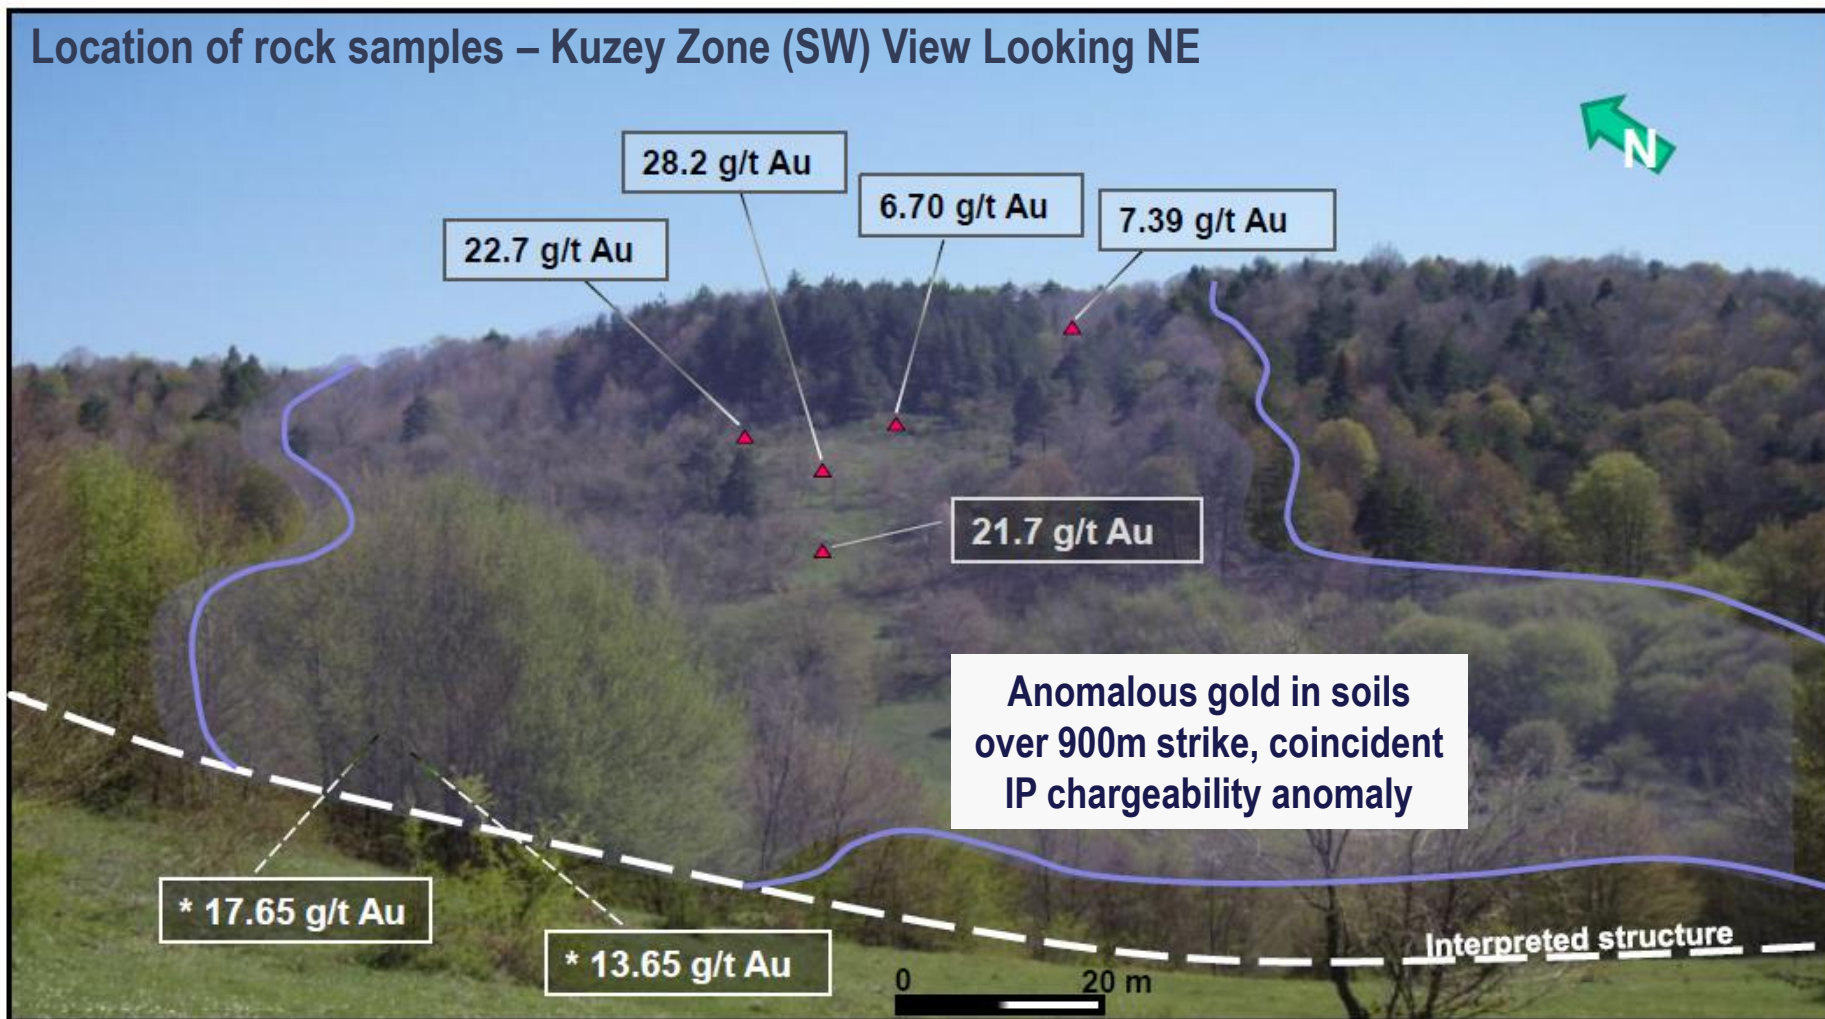 Location of rock samples – Kuzey Zone (SW) View Looking NE
N
28.2 g/t Au
6.70 g/t Au
7.39 g/t Au
22.7 g/t Au
21.7 g/t Au
Anomalous gold in soils
over 900m strike, coincident
IP chargeability anomaly
* 17.65 g/t Au
* 13.65 g/t Au
Interpreted structure
0 20 m